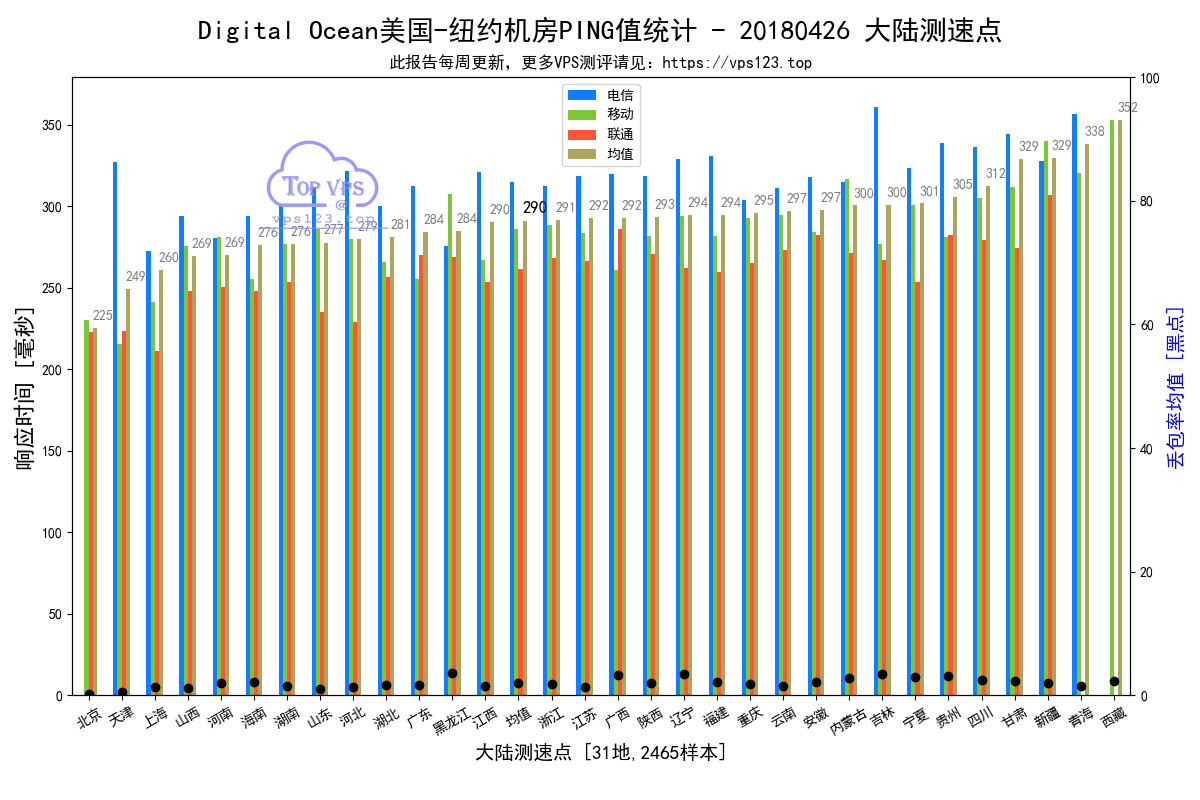 Digital Ocean美国-纽约机房PING值统计 - 20180426 大陆测速点
此报告每周更新，更多VPS测评请见：https://vps123.top
电信
移动
联通
均值
TOP VPS
@
vps123.top
响应时间 [毫秒]
350
300
250
200
150
100
50
0
225 249 260 269 269 276 276 277 279 281 284 284 290 290 291 292 292 293 294 294 295 297 297 300 300 301 305 312 329 329 338 352
100
80
60
40
20
0
丢包率均值 [黑点]
北京 天津 上海 山西 河南 海南 湖南 山东 河北 湖北 广东 黑龙江 江西 均值 浙江 江苏 广西 陕西 辽宁 福建 重庆 云南 安徽 内蒙古 吉林 宁夏 贵州 四川 甘肃 新疆 青海 西藏
大陆测速点 [31地,2465样本]